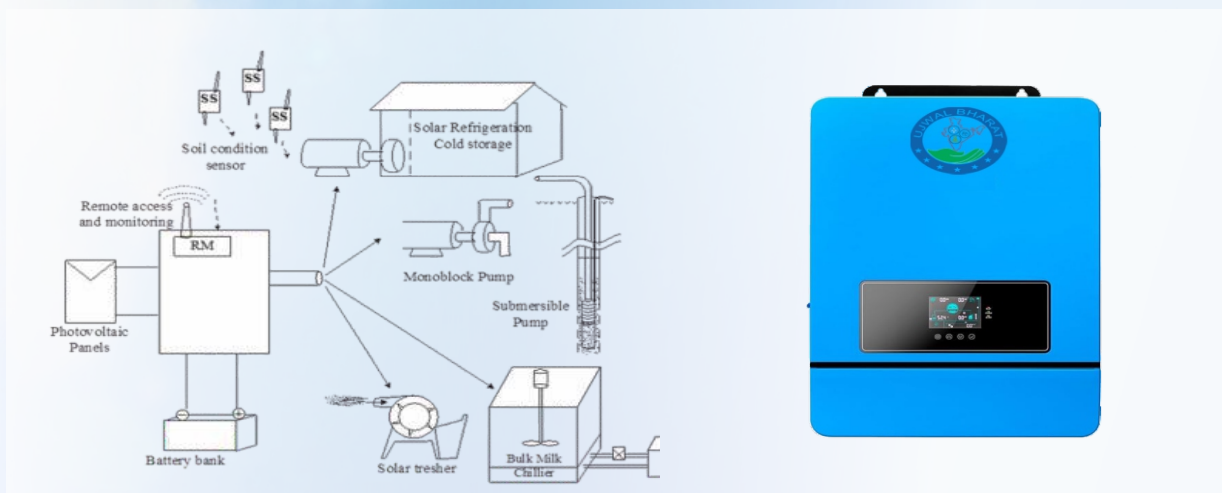 SS
SS
SS
Soil condition
sensor
Solar Refrigeration
Cold storage
Remote access
and monitoring
RM
Monoblock Pump
Photovoltaic
Panels
Submersible
Pump
Battery bank
Solar tresher
Bulk Milk
Chillier
UJWAL BHARAT